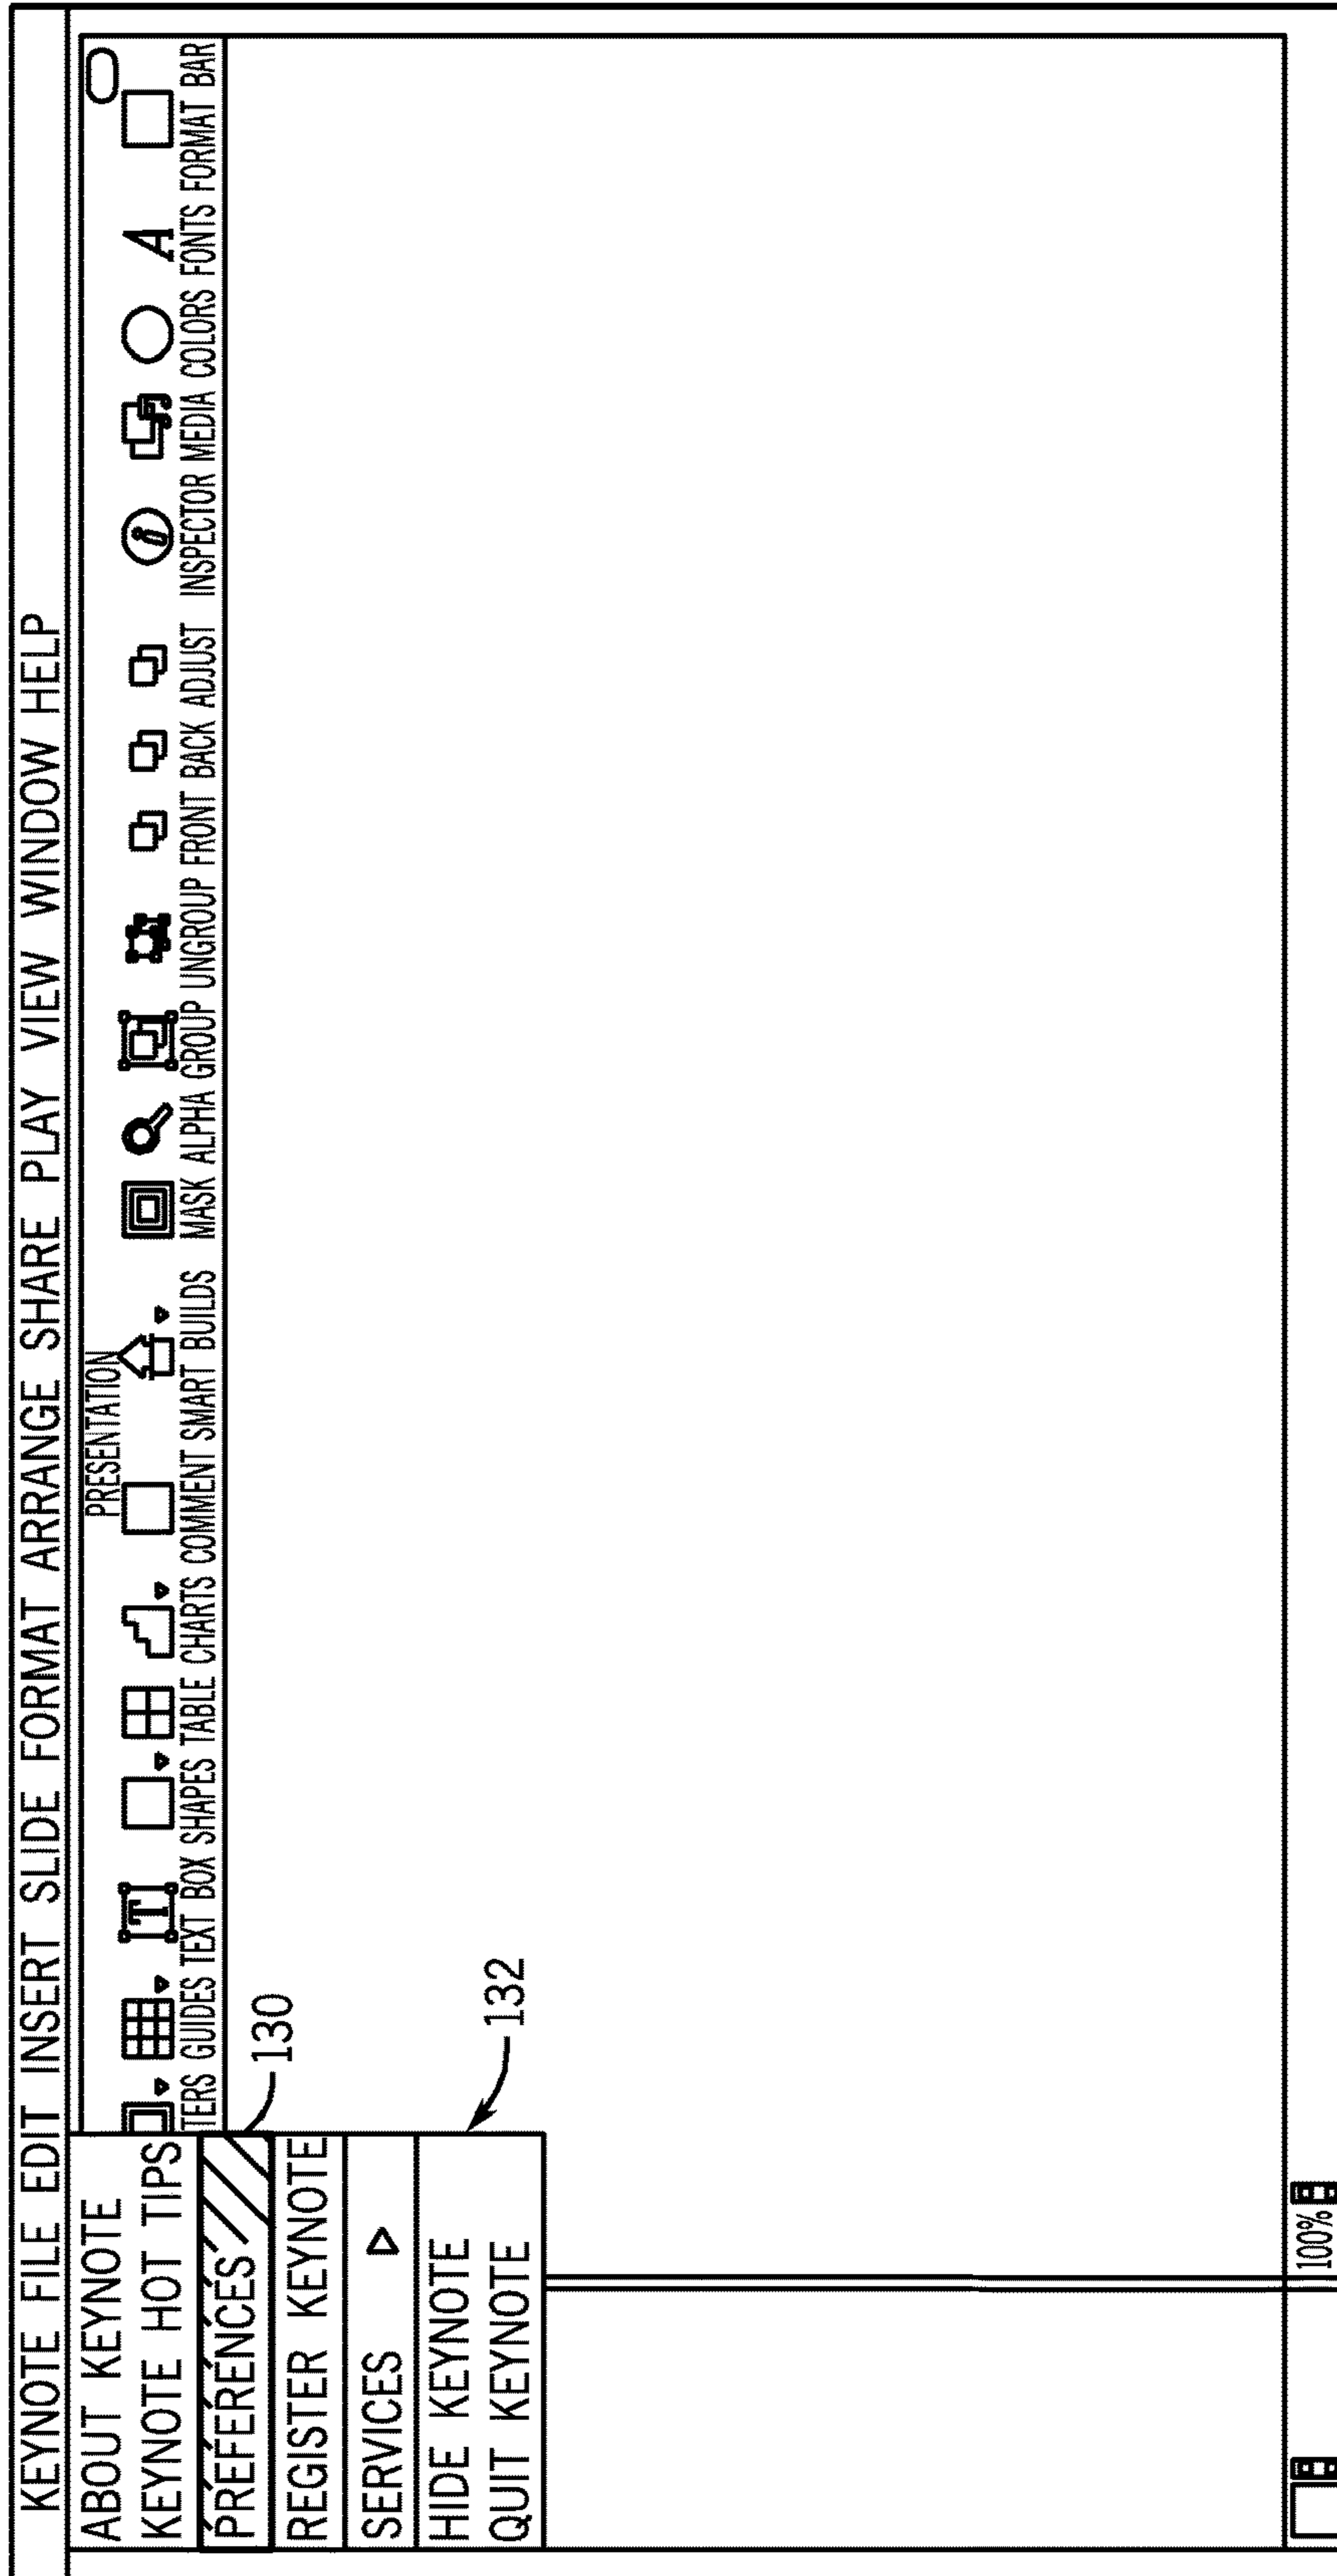 KEYNOTE FILE EDIT INSERT SLIDE FORMAT ARRANGE SHARE PLAY VIEW WINDOW HELP
PRESENTATION
TERS GUIDES TEXT BOX SHAPES TABLE CHARTS COMMENT SMART BUILDS MASK ALPHA GROUP UNGROUP FRONT BACK ADJUST INSPECTOR MEDIA COLORS FONTS FORMAT BAR
ABOUT KEYNOTE
KEYNOTE HOT TIPS
PREFERENCES
130
REGISTER KEYNOTE
SERVICES
HIDE KEYNOTE
132
QUIT KEYNOTE
100%